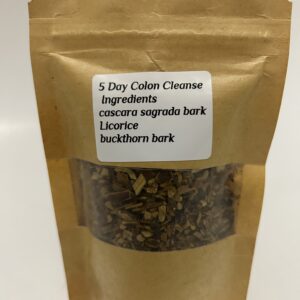 5 Day Colon Cleanse
Ingredients
cascara sagrada bark
Licorice
buckthorn bark